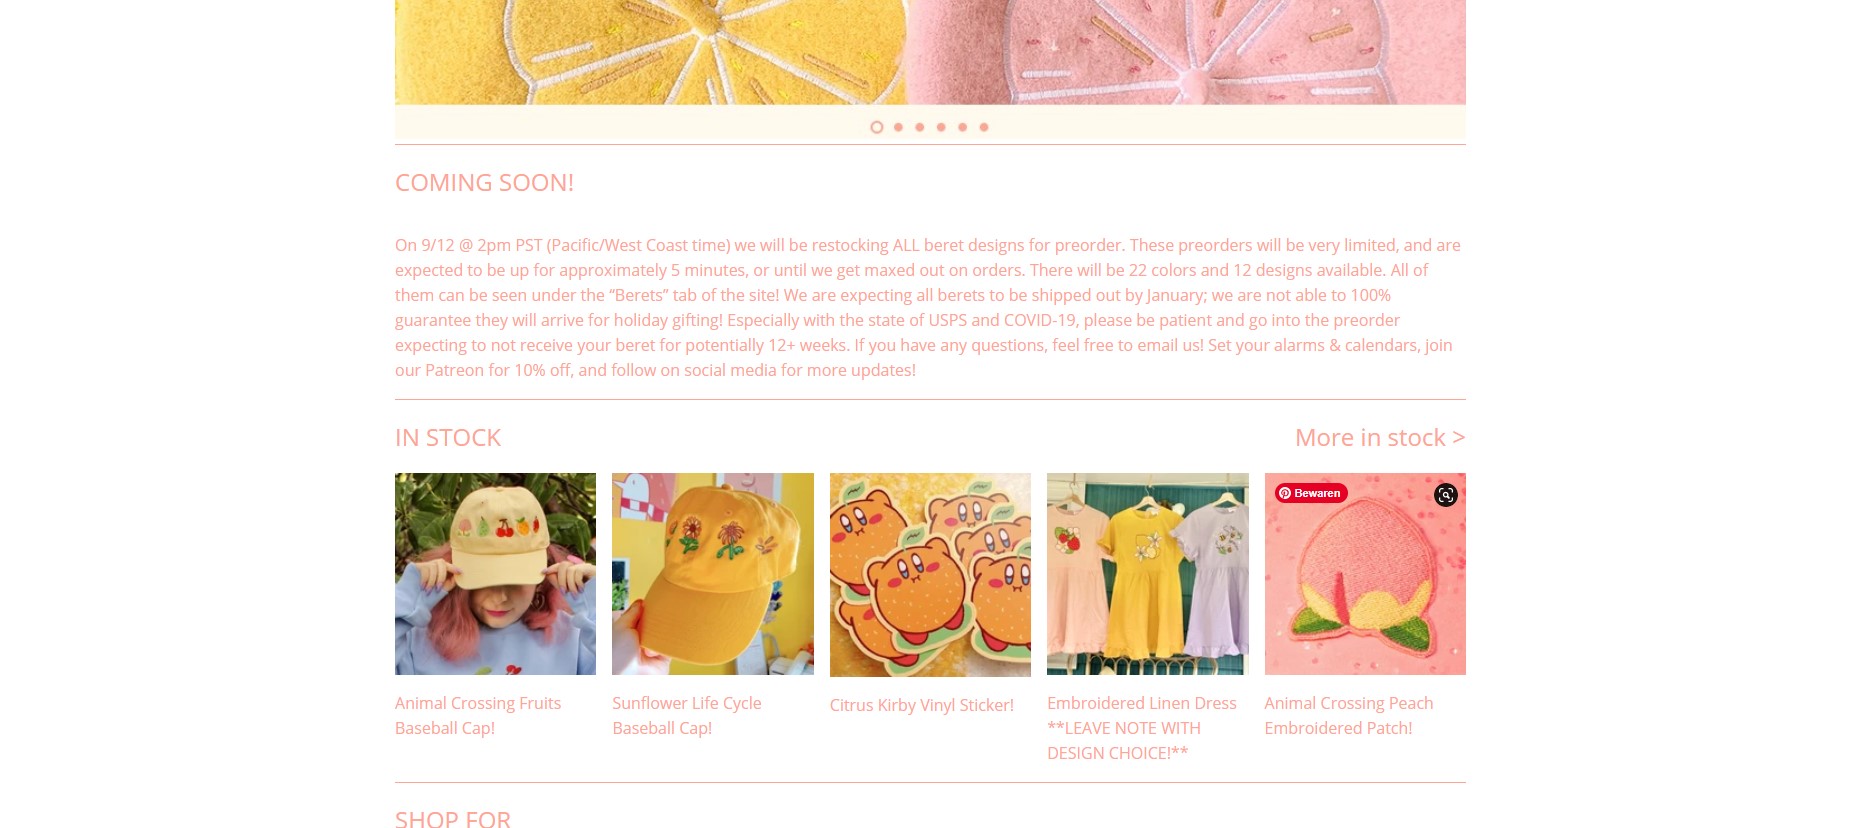 COMING SOON!
On 9/12 @ 2pm PST (Pacific/West Coast time) we will be restocking ALL beret designs for preorder. These preorders will be very limited, and are
expected to be up for approximately 5 minutes, or until we get maxed out on orders. There will be 22 colors and 12 designs available. All of
them can be seen under the “Berets” tab of the site! We are expecting all berets to be shipped out by January; we are not able to 100%
guarantee they will arrive for holiday gifting! Especially with the state of USPS and COVID-19, please be patient and go into the preorder
expecting to not receive your beret for potentially 12+ weeks. If you have any questions, feel free to email us! Set your alarms & calendars, join
our Patreon for 10% off, and follow on social media for more updates!
IN STOCK
More in stock >
Bewaren
Animal Crossing Fruits
Baseball Cap!
Sunflower Life Cycle
Baseball Cap!
Citrus Kirby Vinyl Sticker!
Embroidered Linen Dress
**LEAVE NOTE WITH
DESIGN CHOICE!**
Animal Crossing Peach
Embroidered Patch!
SHOP FOR